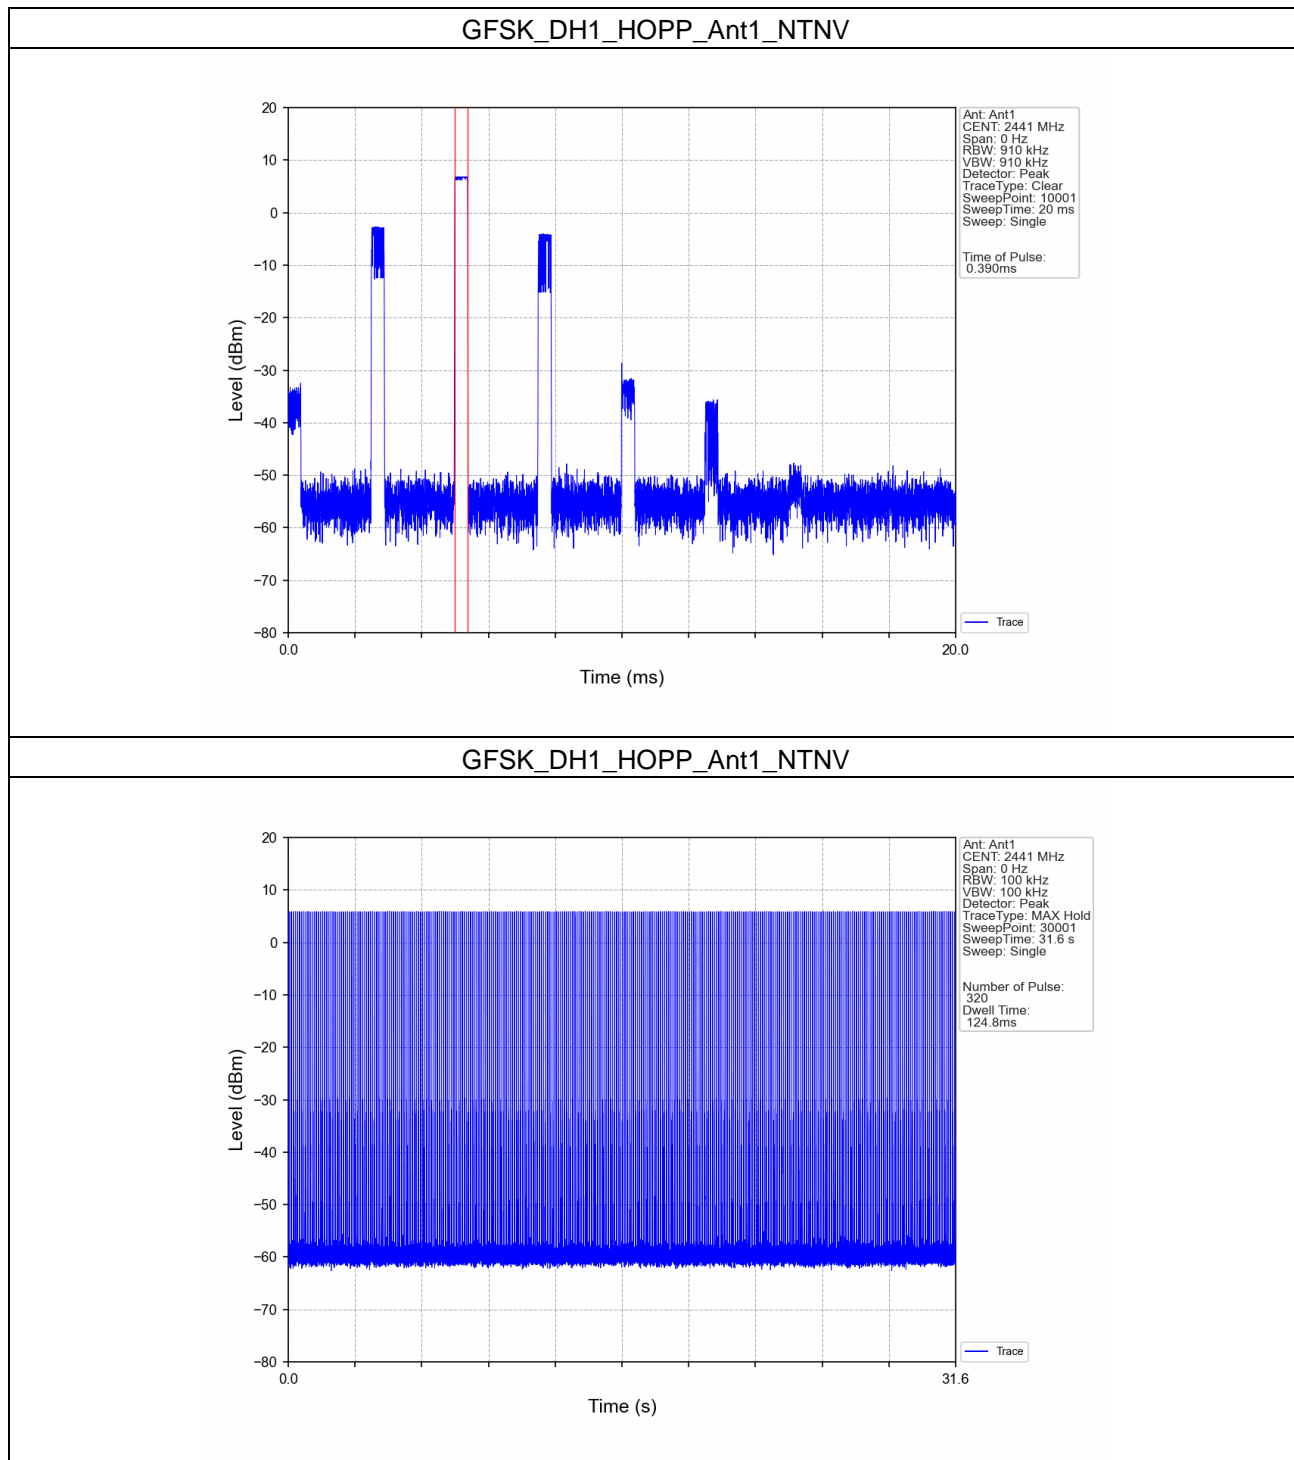 GFSK_DH1_HOPP_Ant1_NTNV
20
10
0
−10
−20
−30
−40
−50
−60
−70
−80
Level (dBm)
0.0
20.0
Time (ms)
Ant: Ant1
CENT: 2441 MHz
Span: 0 Hz
RBW: 910 kHz
VBW: 910 kHz
Detector: Peak
TraceType: Clear
SweepPoint: 10001
SweepTime: 20 ms
Sweep: Single
Time of Pulse:
0.390ms
Trace
GFSK_DH1_HOPP_Ant1_NTNV
20
10
0
−10
−20
−30
−40
−50
−60
−70
−80
Level (dBm)
0.0
31.6
Time (s)
Ant: Ant1
CENT: 2441 MHz
Span: 0 Hz
RBW: 100 kHz
VBW: 100 kHz
Detector: Peak
TraceType: MAX Hold
SweepPoint: 30001
SweepTime: 31.6 s
Sweep: Single
Number of Pulse:
320
Dwell Time:
124.8ms
Trace